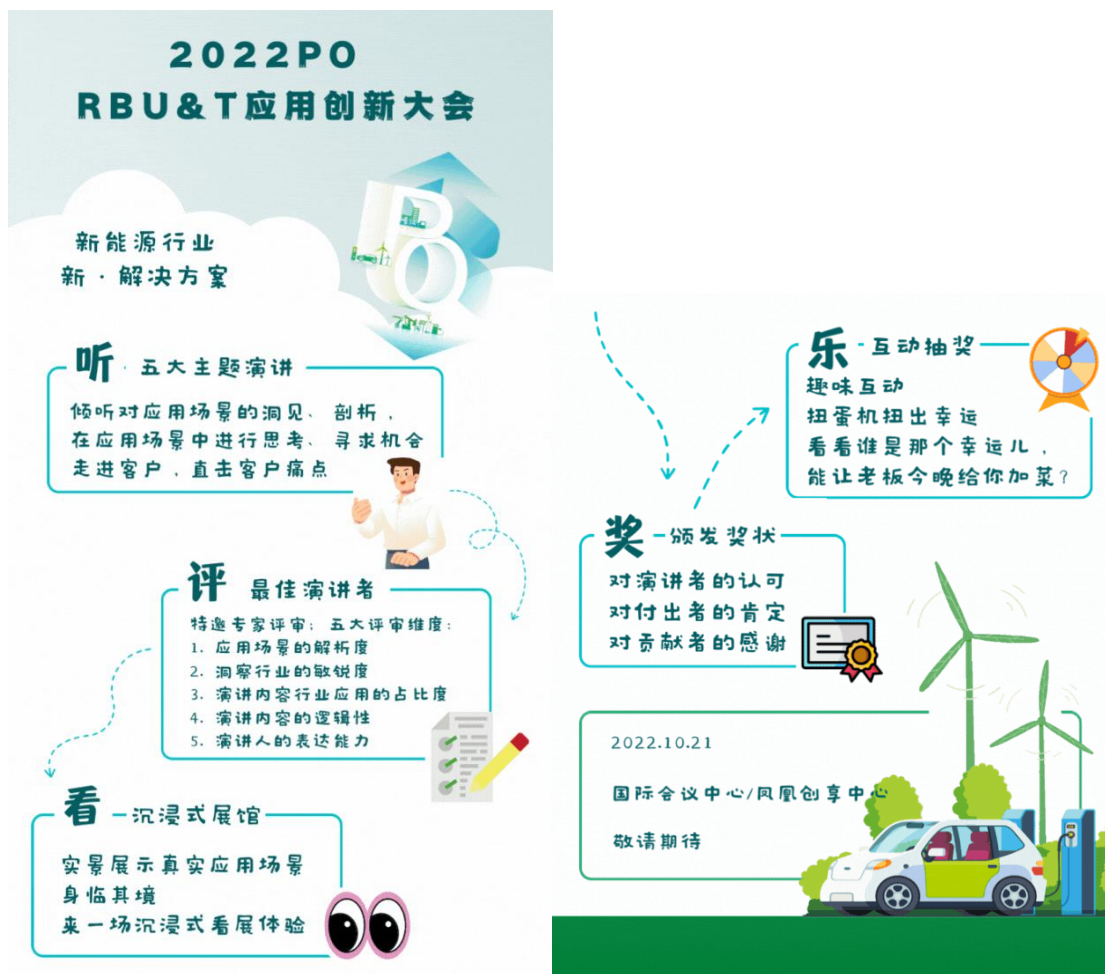 2022PO
RBU&T应用创新大会
新能源行业
新·解决方案
听·五大主题演讲
倾听对应用场景的洞见、剖析，
在应用场景中进行思考、寻求机会
走进客户，直击客户痛点
评 最佳演讲者
特邀专家评审；五大评审维度：
1. 应用场景的解析度
2. 洞察行业的敏锐度
3. 演讲内容行业应用的占比度
4. 演讲内容的逻辑性
5. 演讲人的表达能力
看-沉浸式展馆
实景展示真实应用场景
身临其境
来一场沉浸式看展体验
乐-互动抽奖
趣味互动
扭蛋机扭出幸运
看看谁是那个幸运儿，
能让老板今晚给你加菜？
奖-颁发奖状
对演讲者的认可
对付出者的肯定
对贡献者的感谢
2022.10.21
国际会议中心/凤凰创享中心
敬请期待